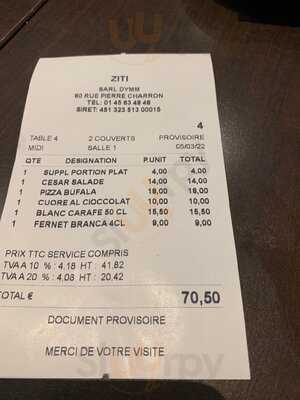 ZITI
SARL DYMM
60 RUE PIERRE CHARRON
TEL: 01 45 63 48 48
SIRET: 451 323 513 00015
4
TABLE 4 2 COUVERTS PROVISOIRE
MIDI SALLE 1 05/03/22
QTE DESIGNATION P.UNIT TOTAL
1 SUPPL PORTION PLAT 4,00 4,00
1 CESAR SALADE 14,00 14,00
1 PIZZA BUFALA 18,00 18,00
1 CUORE AL CIOCCOLAT 10,00 10,00
1 BLANC CARAFE 50 CL 15,50 15,50
1 FERNET BRANCA 4CL 9,00 9,00
PRIX TTC SERVICE COMPRIS
TVA A 10 % : 4.18 HT : 41.82
TVA A 20 % : 4.08 HT : 20.42
TOTAL € 70,50
DOCUMENT PROVISOIRE
MERCI DE VOTRE VISITE